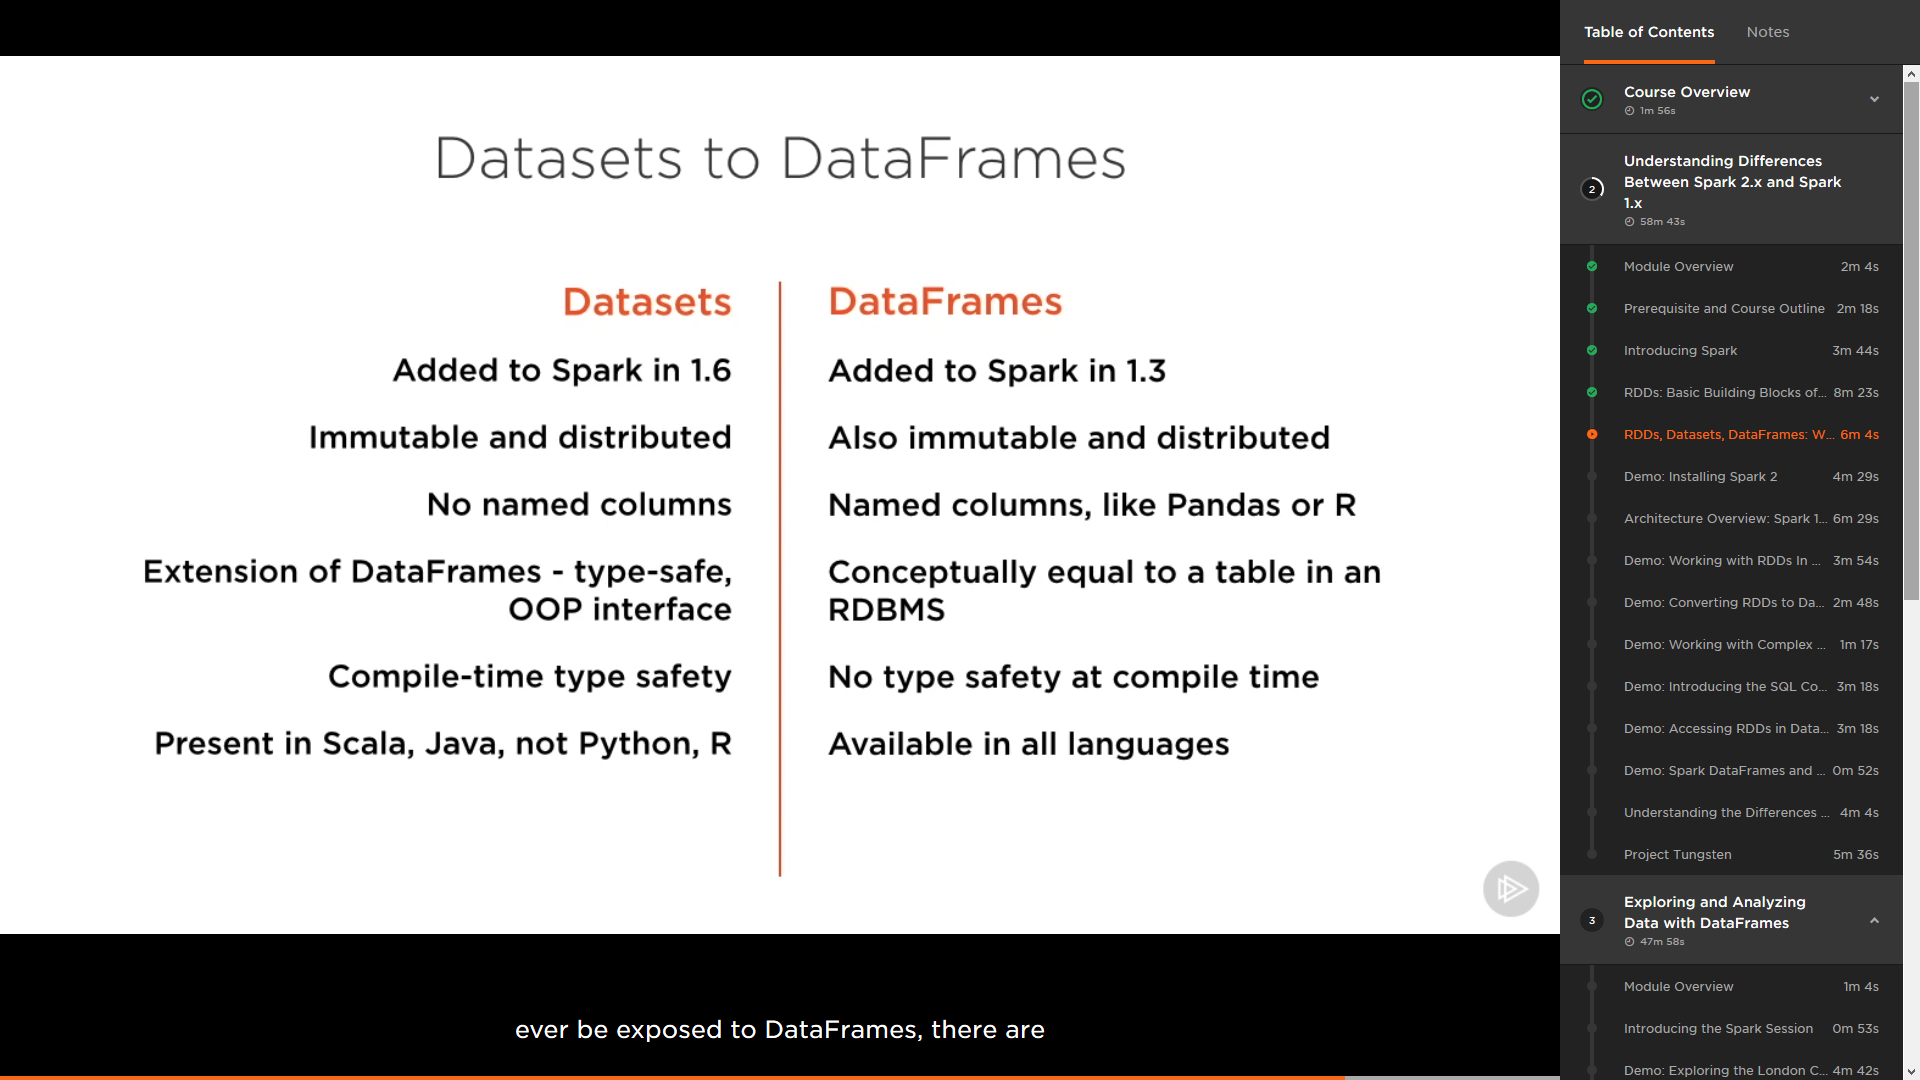 Datasets to DataFrames
Datasets
Added to Spark in 1.6
Immutable and distributed
No named columns
Extension of DataFrames - type-safe,
OOP interface
Compile-time type safety
Present in Scala, Java, not Python, R
DataFrames
Added to Spark in 1.3
Also immutable and distributed
Named columns, like Pandas or R
Conceptually equal to a table in an
RDBMS
No type safety at compile time
Available in all languages
ever be exposed to DataFrames, there are
Table of Contents Notes
Course Overview
1m 56s
2
Understanding Differences
Between Spark 2.x and Spark
1.x
58m 43s
Module Overview 2m 4s
Prerequisite and Course Outline 2m 18s
Introducing Spark 3m 44s
RDDs: Basic Building Blocks of... 8m 23s
RDDs, Datasets, DataFrames: W... 6m 4s
Demo: Installing Spark 2 4m 29s
Architecture Overview: Spark 1... 6m 29s
Demo: Working with RDDs In ... 3m 54s
Demo: Converting RDDs to Da... 2m 48s
Demo: Working with Complex ... 1m 17s
Demo: Introducing the SQL Co... 3m 18s
Demo: Accessing RDDs in Data... 3m 18s
Demo: Spark DataFrames and ... 0m 52s
Understanding the Differences ... 4m 4s
Project Tungsten 5m 36s
3
Exploring and Analyzing
Data with DataFrames
47m 58s
Module Overview 1m 4s
Introducing the Spark Session 0m 53s
Demo: Exploring the London C... 4m 42s